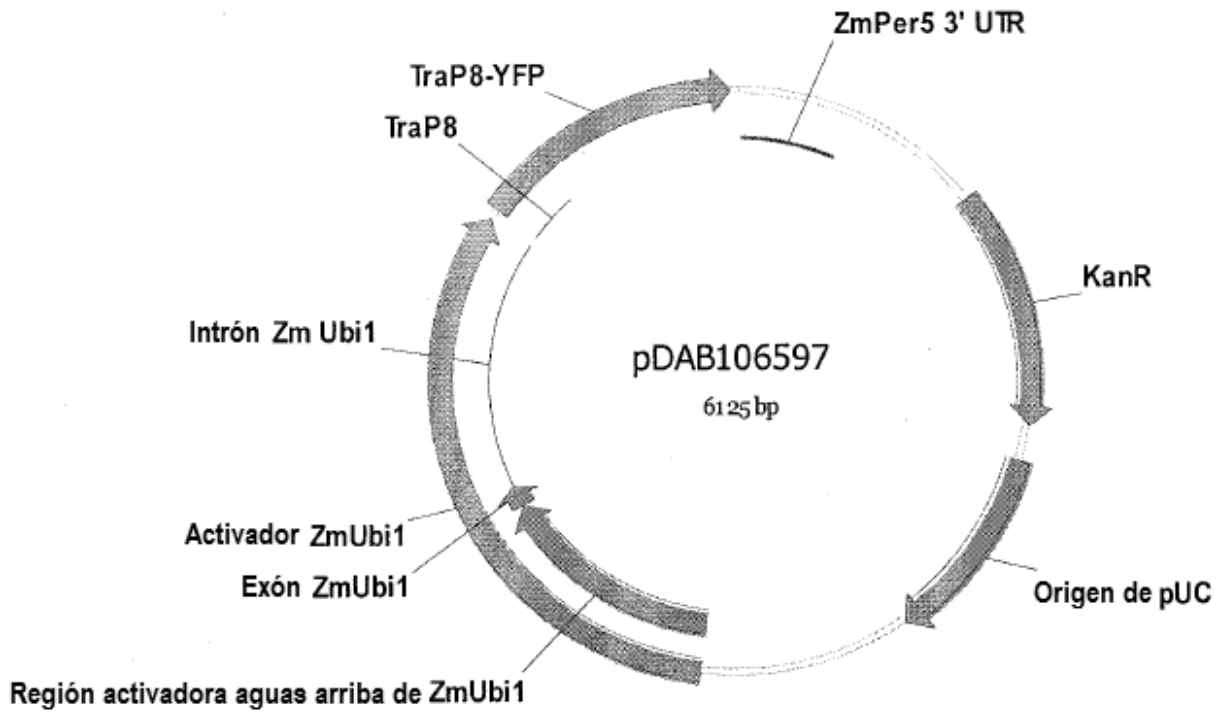 ZmPer5 3' UTR
TraP8-YFP
TraP8
KanR
Intrón Zm Ubi1
pDAB106597
6125 bp
Activador ZmUbi1
Exón ZmUbi1
Origen de pUC
Región activadora aguas arriba de ZmUbi1